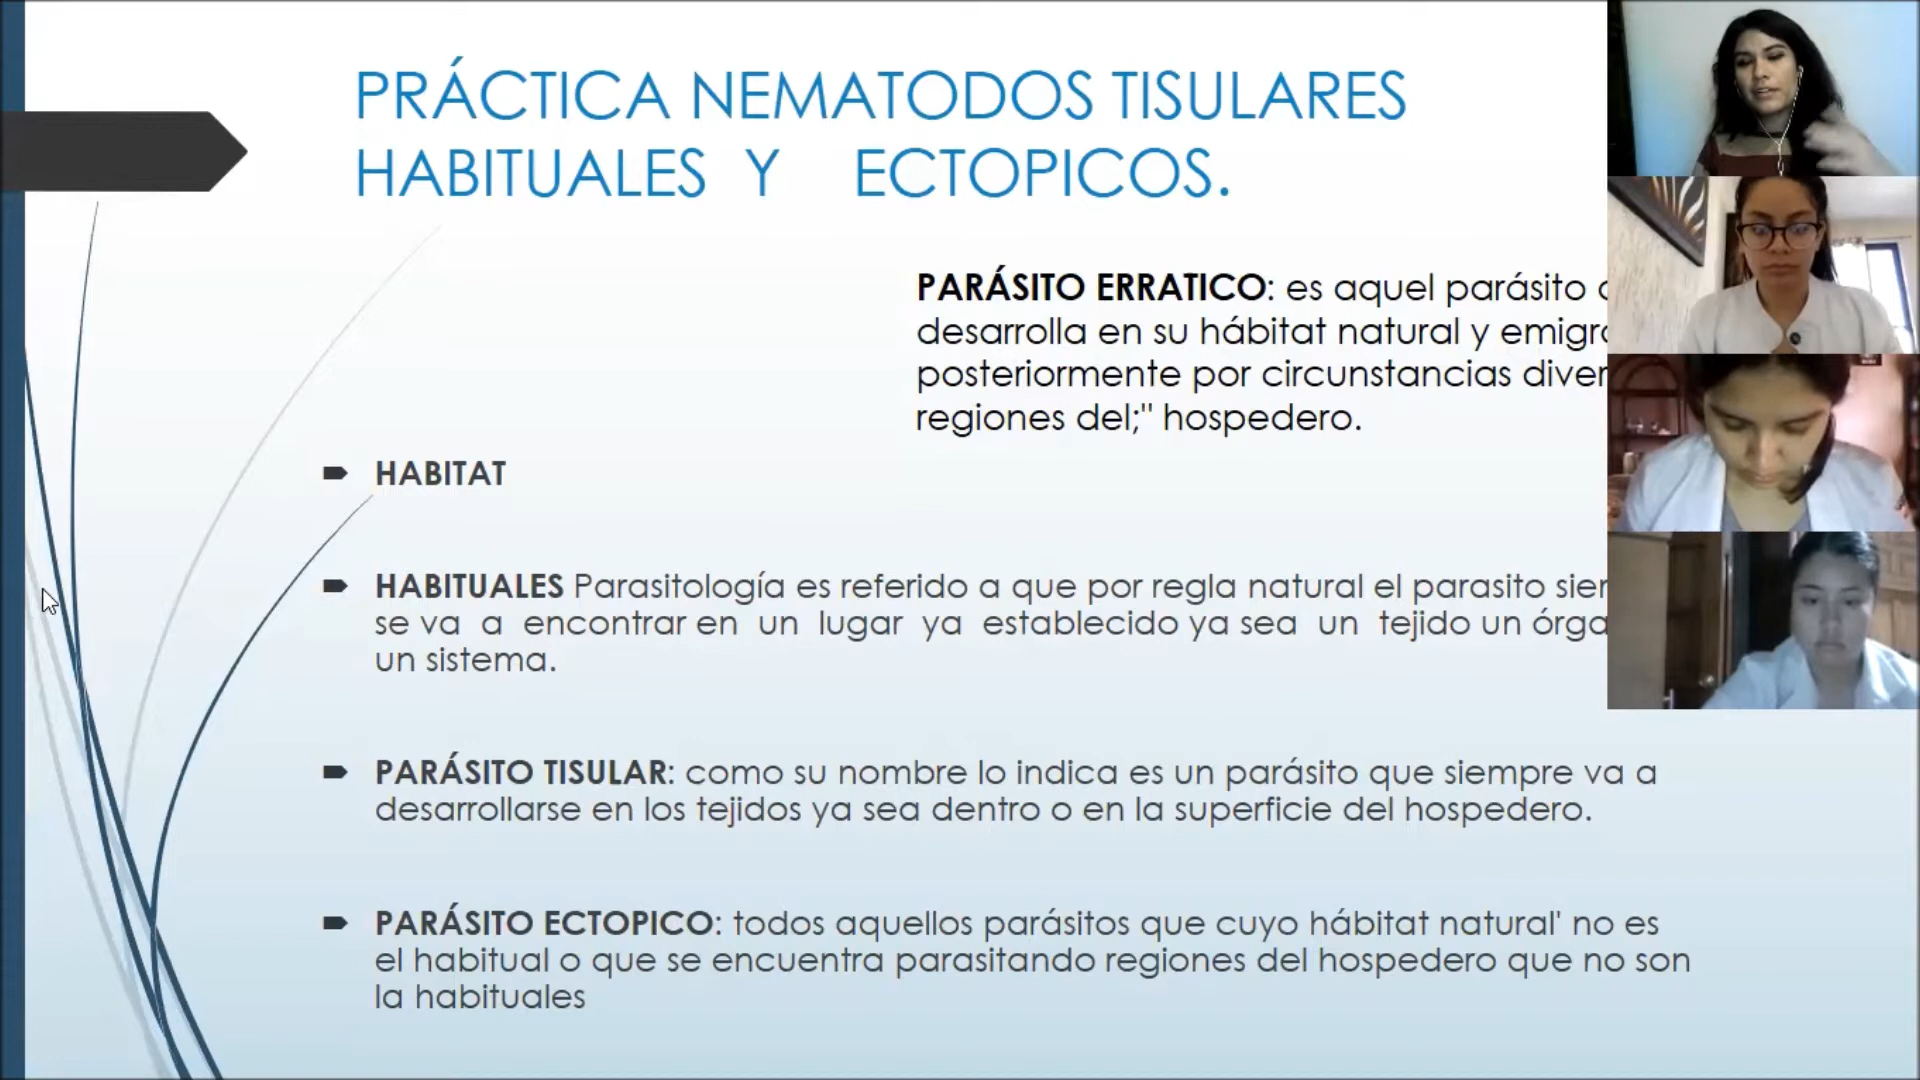 PRÁCTICA NEMATODOS TISULARES
HABITUALES Y ECTOPICOS.
PARÁSITO ERRATICO: es aquel parásito
desarrolla en su hábitat natural y
posteriormente por circunstancias
regiones del;" hospedero.
HABITAT
HABITUALES Parasitología es referido a que por regla natural el parasito
se va a encontrar en un lugar ya establecido ya sea un tejido un
un sistema.
PARÁSITO TISULAR: como su nombre lo indica es un parásito que siempre va a
desarrollarse en los tejidos ya sea dentro o en la superficie del hospedero.
PARÁSITO ECTOPICO: todos aquellos parásitos que cuyo hábitat natural' no es
el habitual o que se encuentra parasitando regiones del hospedero que no son
la habituales